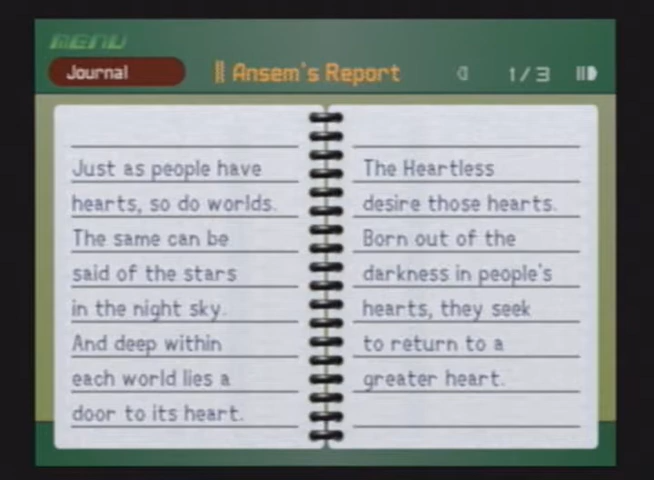 MENU
Journal
Ansem's Report
1/3
Just as people have
hearts, so do worlds.
The same can be
said of the stars
in the night sky.
And deep within
each world lies a
door to its heart.
The Heartless
desire those hearts.
Born out of the
darkness in people's
hearts, they seek
to return to a
greater heart.